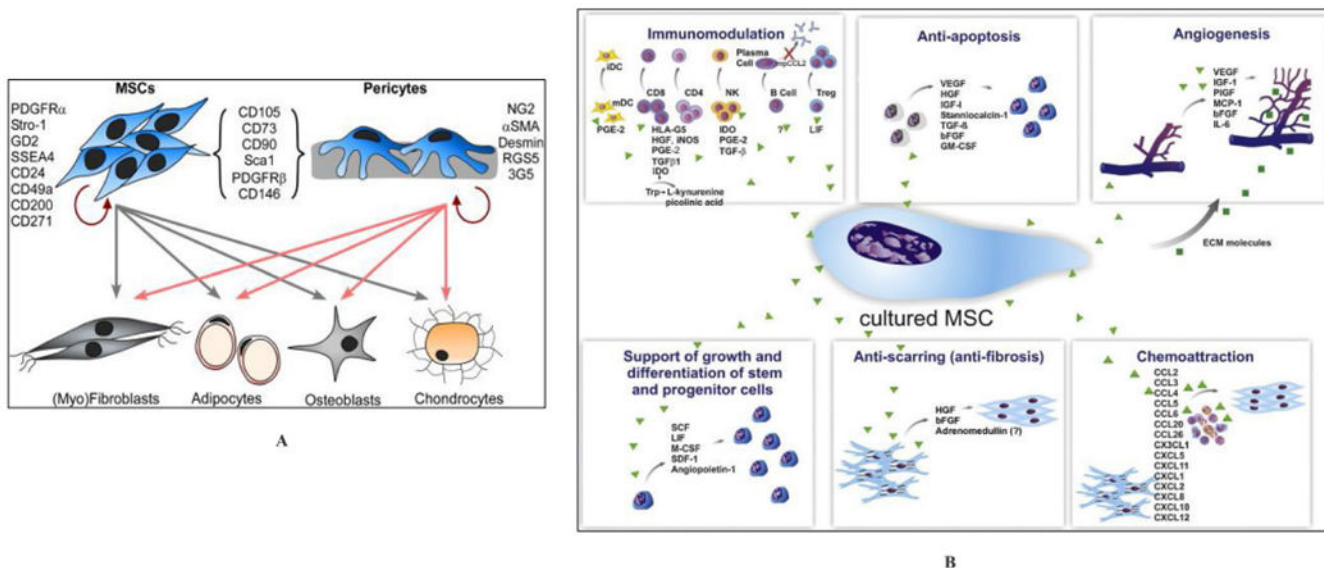 MSCs
Pericytes
PDGFRα
Stro-1
GD2
SSEA4
CD24
CD49a
CD200
CD271
CD105
CD73
CD90
Sca1
PDGFRβ
CD146
NG2
αSMA
Desmin
RGS5
3G5
(Myo)Fibroblasts
Adipocytes
Osteoblasts
Chondrocytes
A
Immunomodulation
iDC
mDC
PGE-2
CD8
CD4
HLA-G5
HGF, iNOS
PGE-2
TGFβ1
IDO
Trp→L-kynurenine
picolinic acid
NK
IDO
PGE-2
TGF-β
Plasma
Cell
mpCCL2
B Cell
?
Treg
LIF
Anti-apoptosis
VEGF
HGF
IGF-I
Stanniocalcin-1
TGF-ß
bFGF
GM-CSF
Angiogenesis
VEGF
IGF-1
PIGF
MCP-1
bFGF
IL-6
ECM molecules
cultured MSC
Support of growth and
differentiation of stem
and progenitor cells
SCF
LIF
M-CSF
SDF-1
Angiopoietin-1
Anti-scarring (anti-fibrosis)
HGF
bFGF
Adrenomedullin (?)
Chemoattraction
CCL2
CCL3
CCL4
CCL5
CCL6
CCL20
CCL26
CX3CL1
CXCL5
CXCL11
CXCL1
CXCL2
CXCL8
CXCL10
CXCL12
B